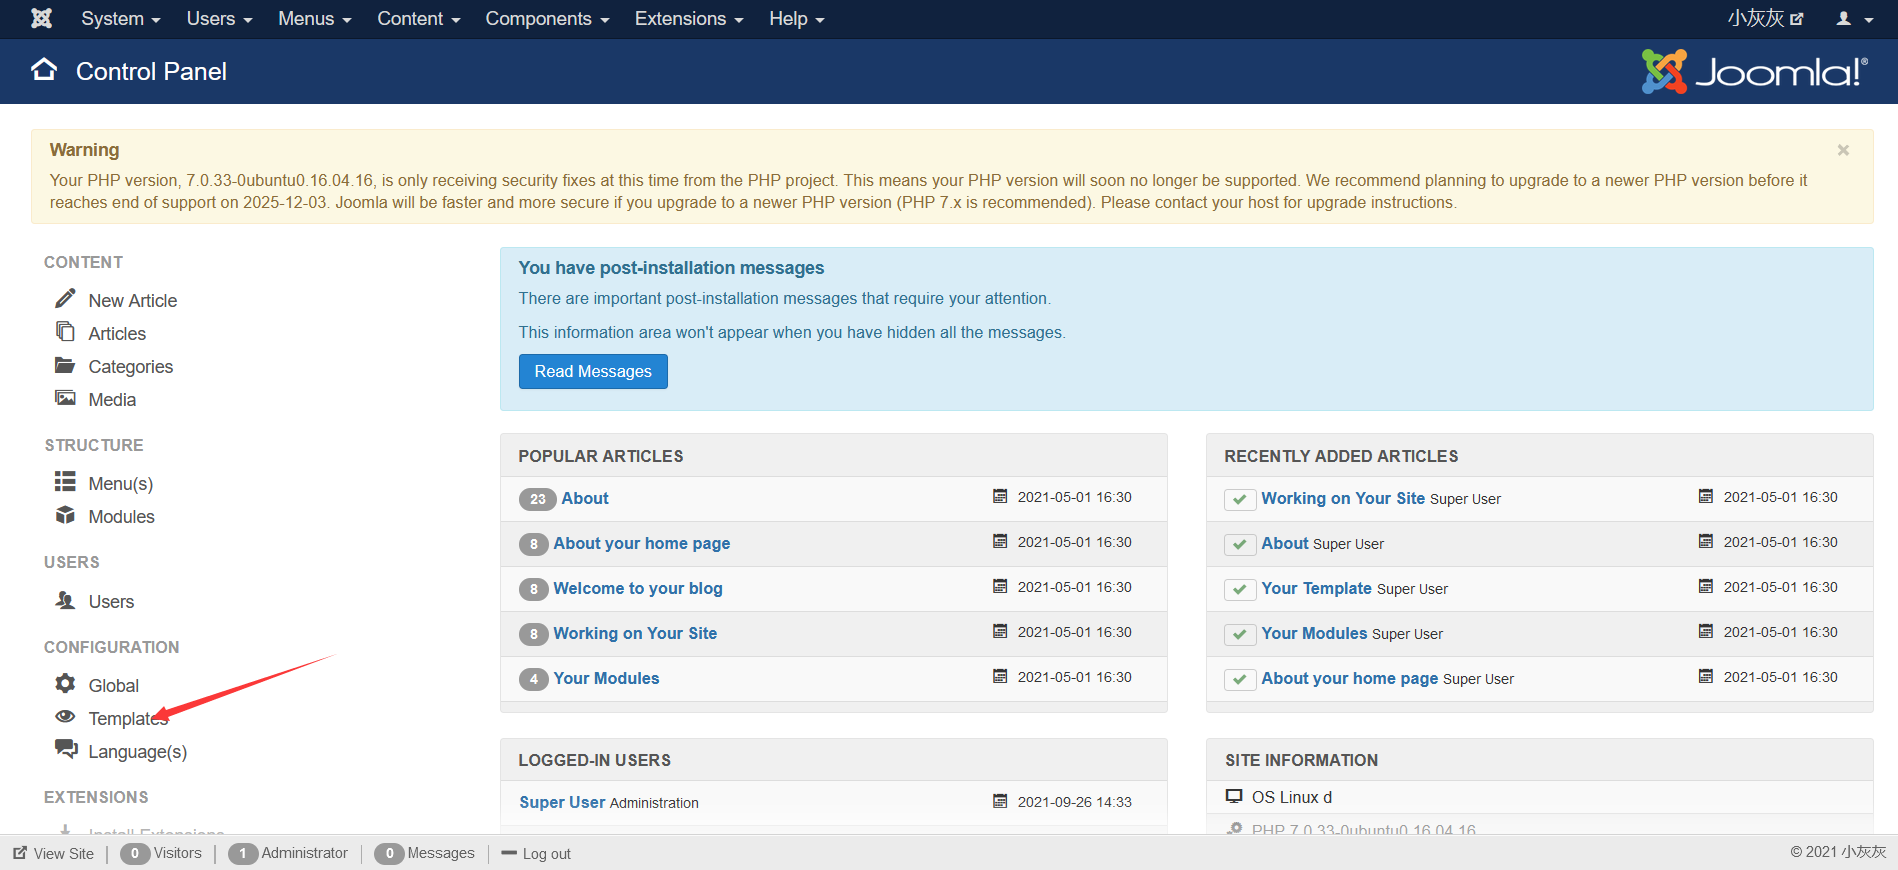 System Users Menus Content Components Extensions Help 小灰灰
Control Panel
Joomla!®
Warning
Your PHP version, 7.0.33-0ubuntu0.16.04.16, is only receiving security fixes at this time from the PHP project. This means your PHP version will soon no longer be supported. We recommend planning to upgrade to a newer PHP version before it
reaches end of support on 2025-12-03. Joomla will be faster and more secure if you upgrade to a newer PHP version (PHP 7.x is recommended). Please contact your host for upgrade instructions.
CONTENT
New Article
Articles
Categories
Media
STRUCTURE
Menu(s)
Modules
USERS
Users
CONFIGURATION
Global
Templates
Language(s)
EXTENSIONS
Install Extensions
You have post-installation messages
There are important post-installation messages that require your attention.
This information area won't appear when you have hidden all the messages.
Read Messages
POPULAR ARTICLES
23 About 2021-05-01 16:30
8 About your home page 2021-05-01 16:30
8 Welcome to your blog 2021-05-01 16:30
8 Working on Your Site 2021-05-01 16:30
4 Your Modules 2021-05-01 16:30
RECENTLY ADDED ARTICLES
Working on Your Site Super User 2021-05-01 16:30
About Super User 2021-05-01 16:30
Your Template Super User 2021-05-01 16:30
Your Modules Super User 2021-05-01 16:30
About your home page Super User 2021-05-01 16:30
LOGGED-IN USERS
Super User Administration 2021-09-26 14:33
SITE INFORMATION
OS Linux d
PHP 7.0.33-0ubuntu0.16.04.16
View Site 0 Visitors 1 Administrator 0 Messages Log out © 2021 小灰灰